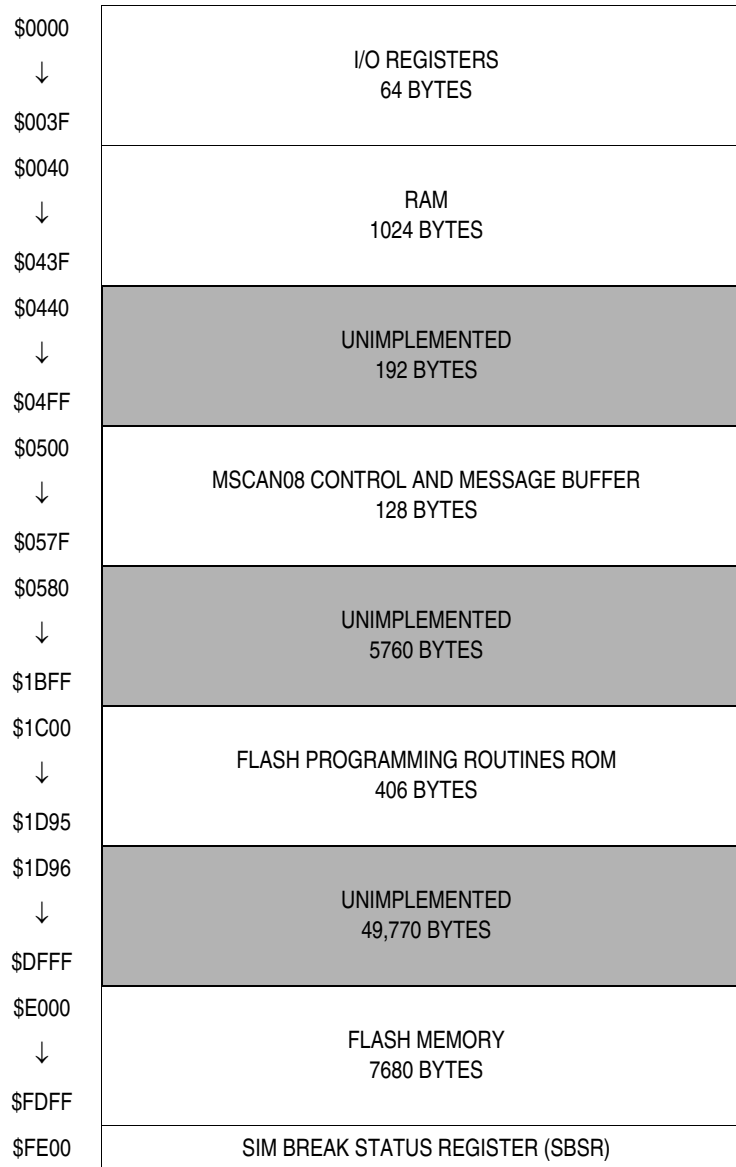 $0000
↓
$003F
I/O REGISTERS
64 BYTES
$0040
↓
$043F
RAM
1024 BYTES
$0440
↓
$04FF
UNIMPLEMENTED
192 BYTES
$0500
↓
$057F
MSCAN08 CONTROL AND MESSAGE BUFFER
128 BYTES
$0580
↓
$1BFF
UNIMPLEMENTED
5760 BYTES
$1C00
↓
$1D95
FLASH PROGRAMMING ROUTINES ROM
406 BYTES
$1D96
↓
$DFFF
UNIMPLEMENTED
49,770 BYTES
$E000
↓
$FDFF
FLASH MEMORY
7680 BYTES
$FE00 SIM BREAK STATUS REGISTER (SBSR)